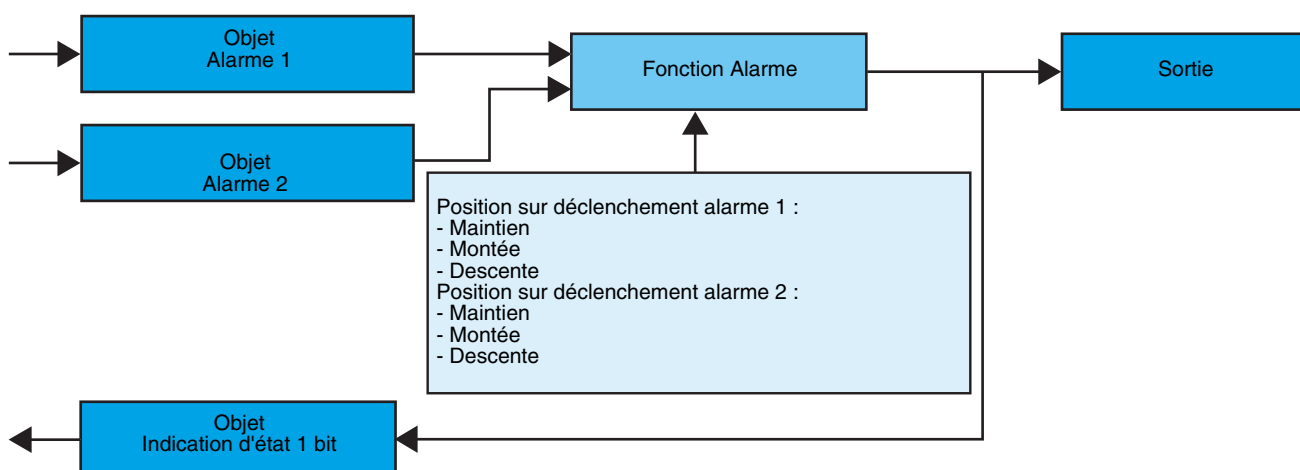 Objet
Alarme 1
Fonction Alarme
Sortie
Objet
Alarme 2
Position sur déclenchement alarme 1 :
- Maintien
- Montée
- Descente
Position sur déclenchement alarme 2 :
- Maintien
- Montée
- Descente
Objet
Indication d'état 1 bit